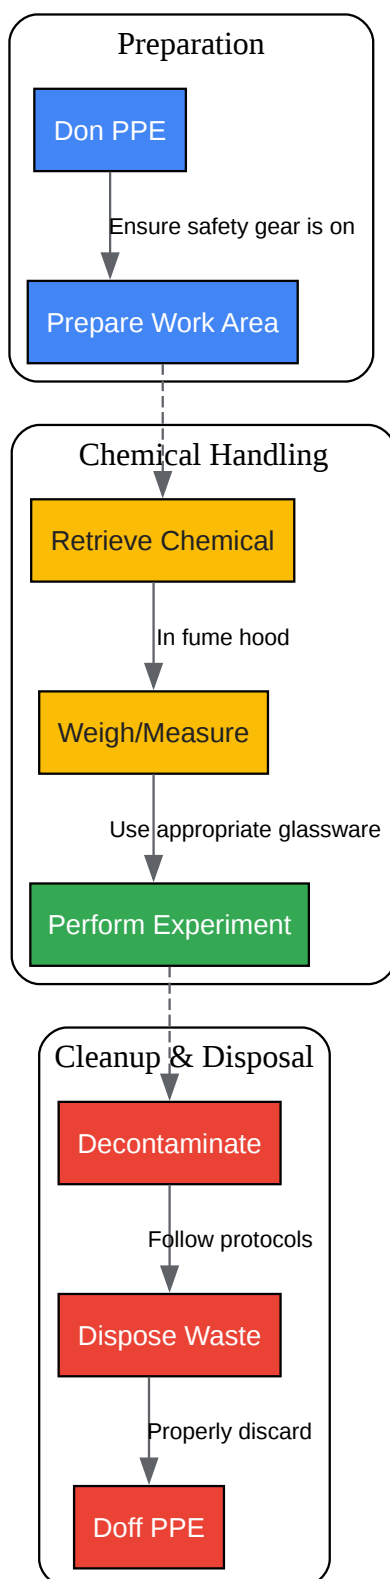 Preparation
Don PPE
Ensure safety gear is on
Prepare Work Area
Chemical Handling
Retrieve Chemical
In fume hood
Weigh/Measure
Use appropriate glassware
Perform Experiment
Cleanup & Disposal
Decontaminate
Follow protocols
Dispose Waste
Properly discard
Doff PPE